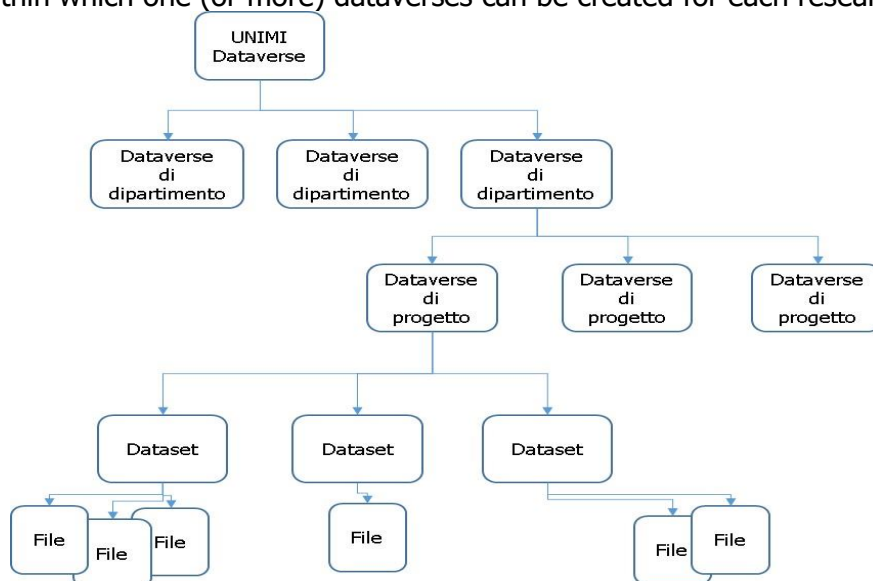 thin which one (or more) dataverses can be created for each resear
UNIMI
Dataverse
Dataverse
di
dipartimento
Dataverse
di
dipartimento
Dataverse
di
dipartimento
Dataverse
di
progetto
Dataverse
di
progetto
Dataverse
di
progetto
Dataset
Dataset
Dataset
File
File
File
File
File
File